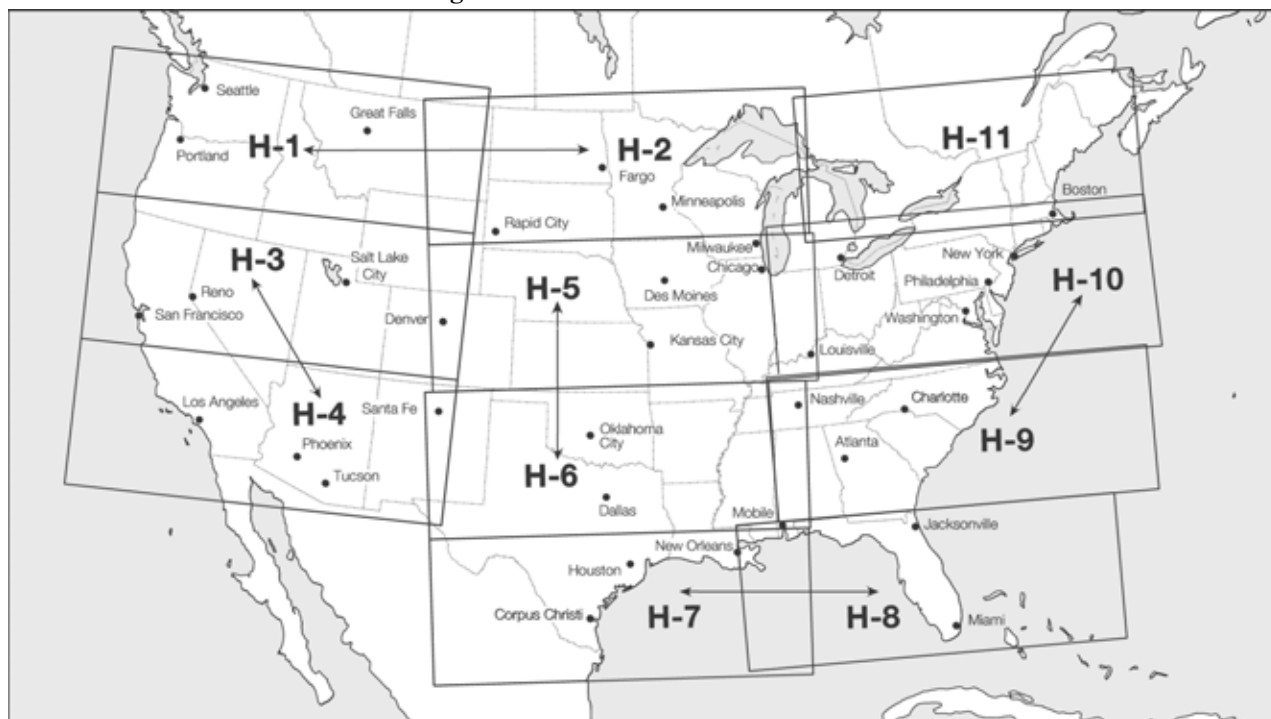 Seattle
Great Falls
Portland
H-1
H-2
Fargo
H-11
Boston
Minneapolis
Rapid City
Milwaukee
Chicago
H-3
Salt Lake
City
Reno
San Francisco
Denver
H-5
Des Moines
Kansas City
Detroit
New York
Philadelphia
Washington
H-10
Louisville
Los Angeles
H-4
Santa Fe
Phoenix
Tucson
Oklahoma
City
H-6
Dallas
Nashville
Charlotte
Atlanta
H-9
Mobile
Jacksonville
New Orleans
Houston
Corpus Christi
H-7
H-8
Miami